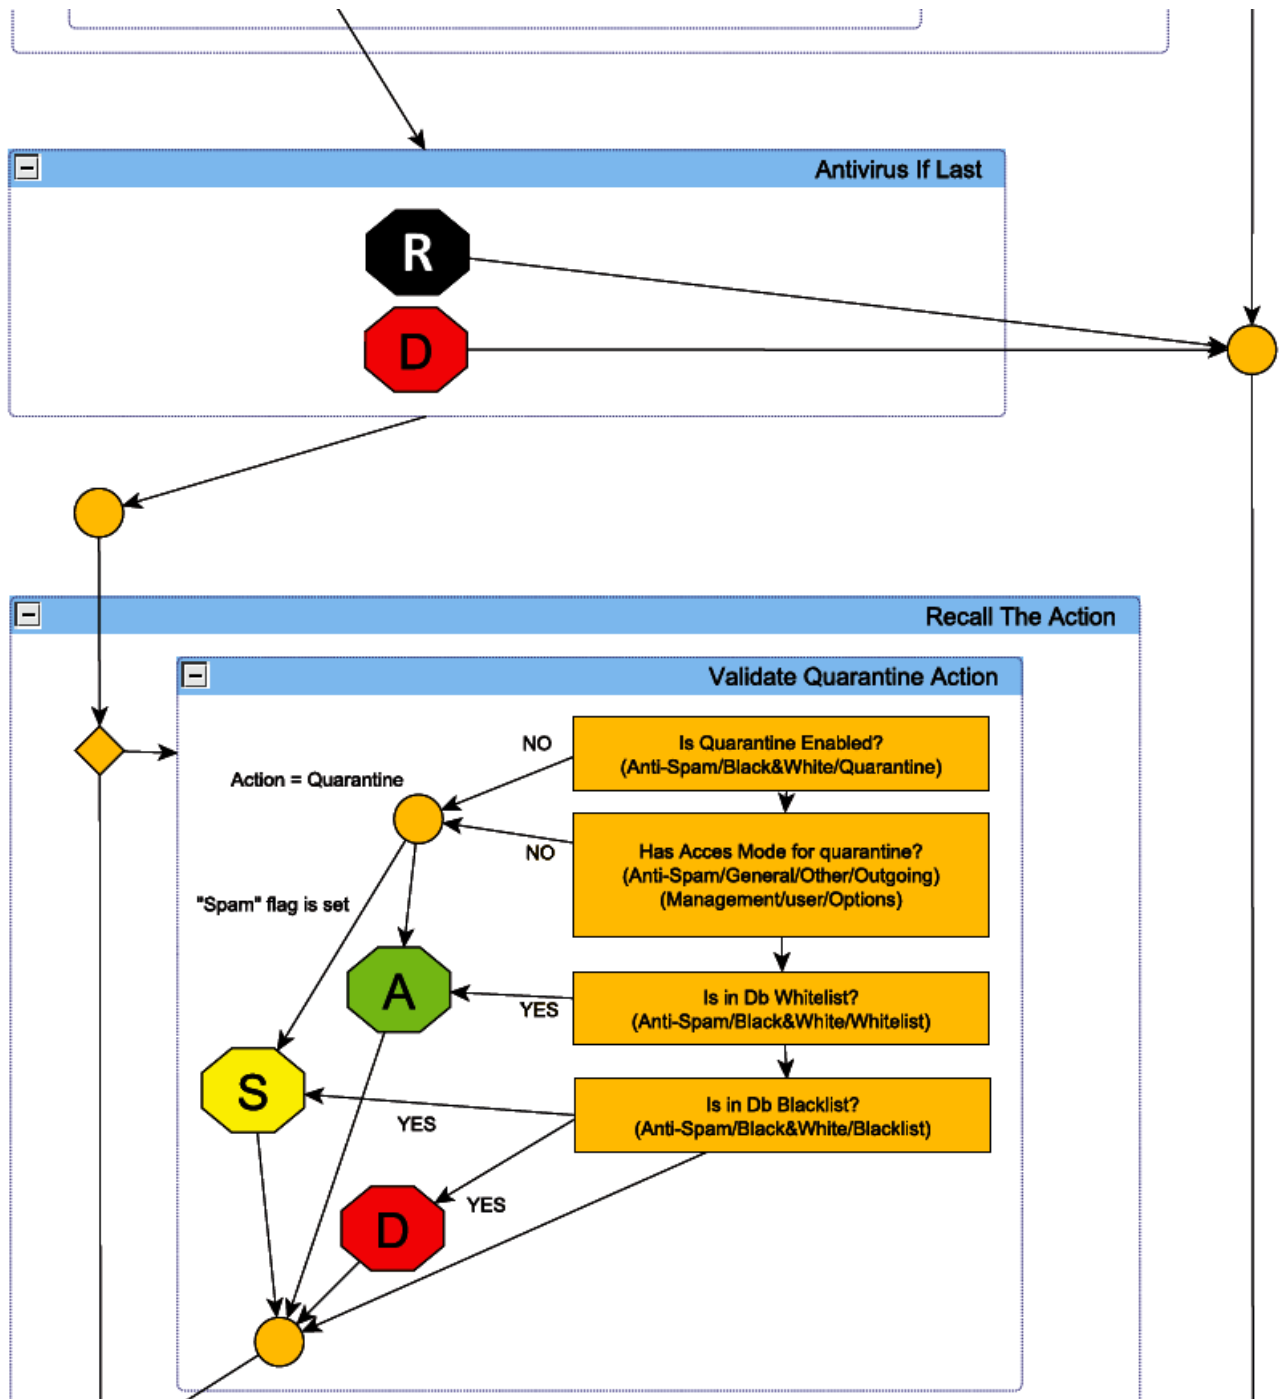 Antivirus If Last
R
D
Recall The Action
Validate Quarantine Action
NO
Is Quarantine Enabled?
(Anti-Spam/Black&White/Quarantine)
Action = Quarantine
NO
Has Acces Mode for quarantine?
(Anti-Spam/General/Other/Outgoing)
(Management/user/Options)
"Spam" flag is set
A
YES
Is in Db Whitelist?
(Anti-Spam/Black&White/Whitelist)
S
YES
Is in Db Blacklist?
(Anti-Spam/Black&White/Blacklist)
D
YES